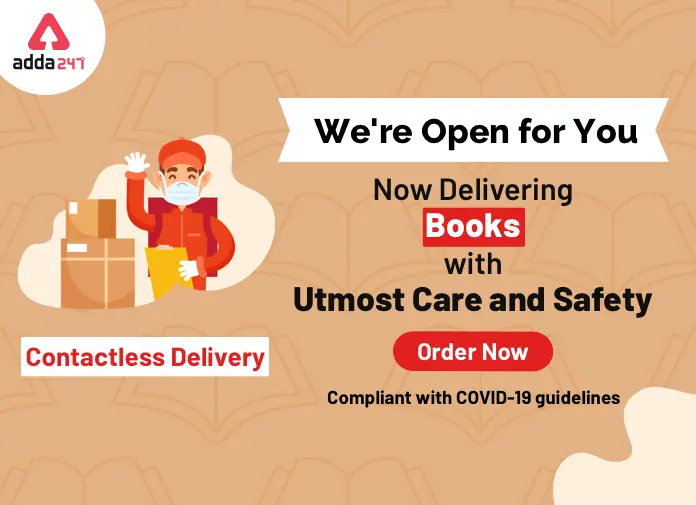 adda247
We're Open for You
Now Delivering
Books
with
Utmost Care and Safety
Contactless Delivery
Order Now
Compliant with COVID-19 guidelines